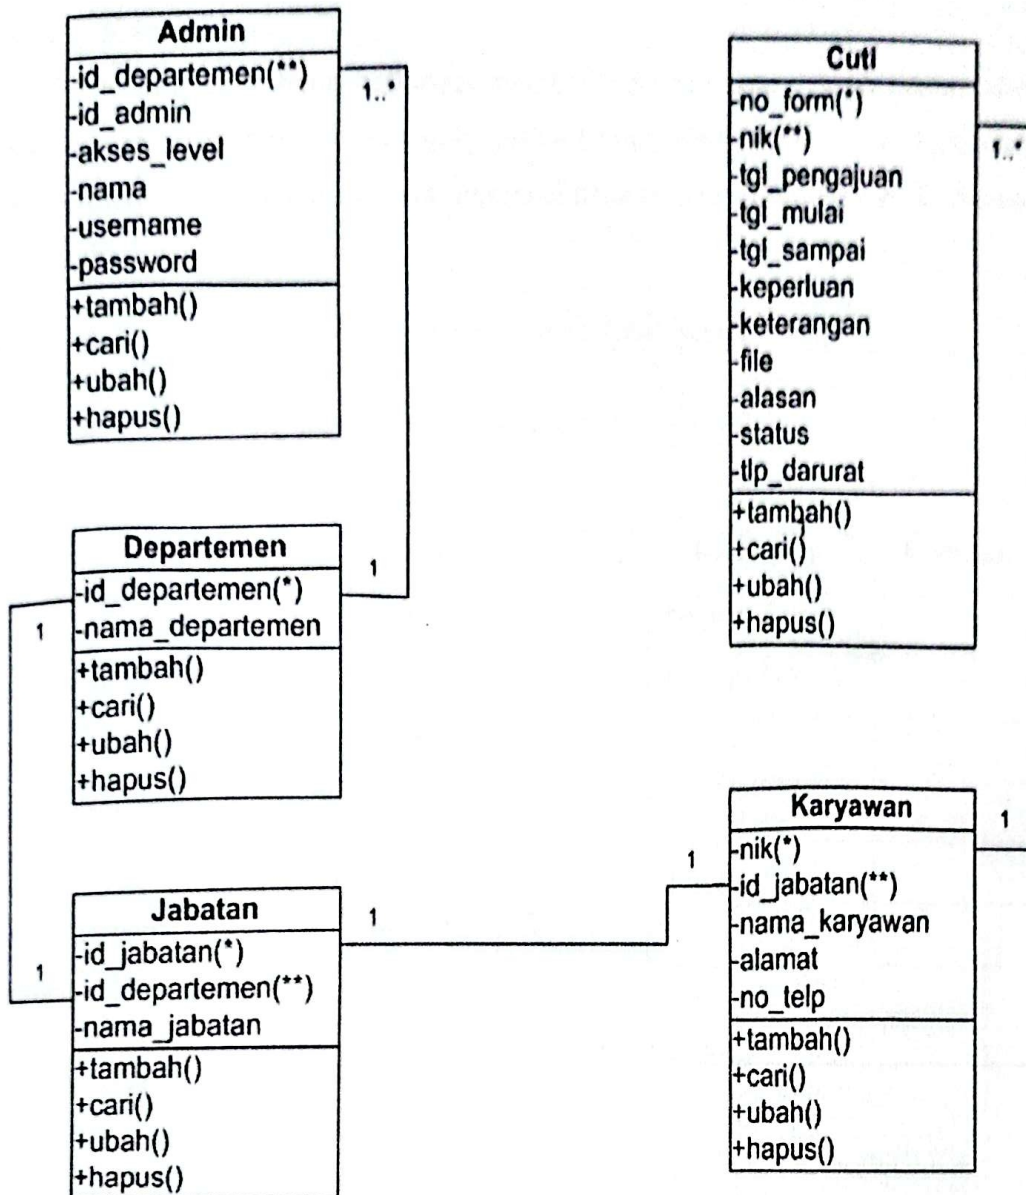 Admin
-id_departemen(**)
-id_admin
-akses_level
-nama
-username
-password
+tambah()
+cari()
+ubah()
+hapus()
1..*
Cuti
-no_form(*)
-nik(**)
-tgl_pengajuan
-tgl_mulai
-tgl_sampai
-keperluan
-keterangan
-file
-alasan
-status
-tlp_darurat
+tambah()
+cari()
+ubah()
+hapus()
1..*
Departemen
-id_departemen(*)
-nama_departemen
+tambah()
+cari()
+ubah()
+hapus()
1
1
Jabatan
-id_jabatan(*)
-id_departemen(**)
-nama_jabatan
+tambah()
+cari()
+ubah()
+hapus()
1
1
Karyawan
-nik(*)
-id_jabatan(**)
-nama_karyawan
-alamat
-no_telp
+tambah()
+cari()
+ubah()
+hapus()
1
1